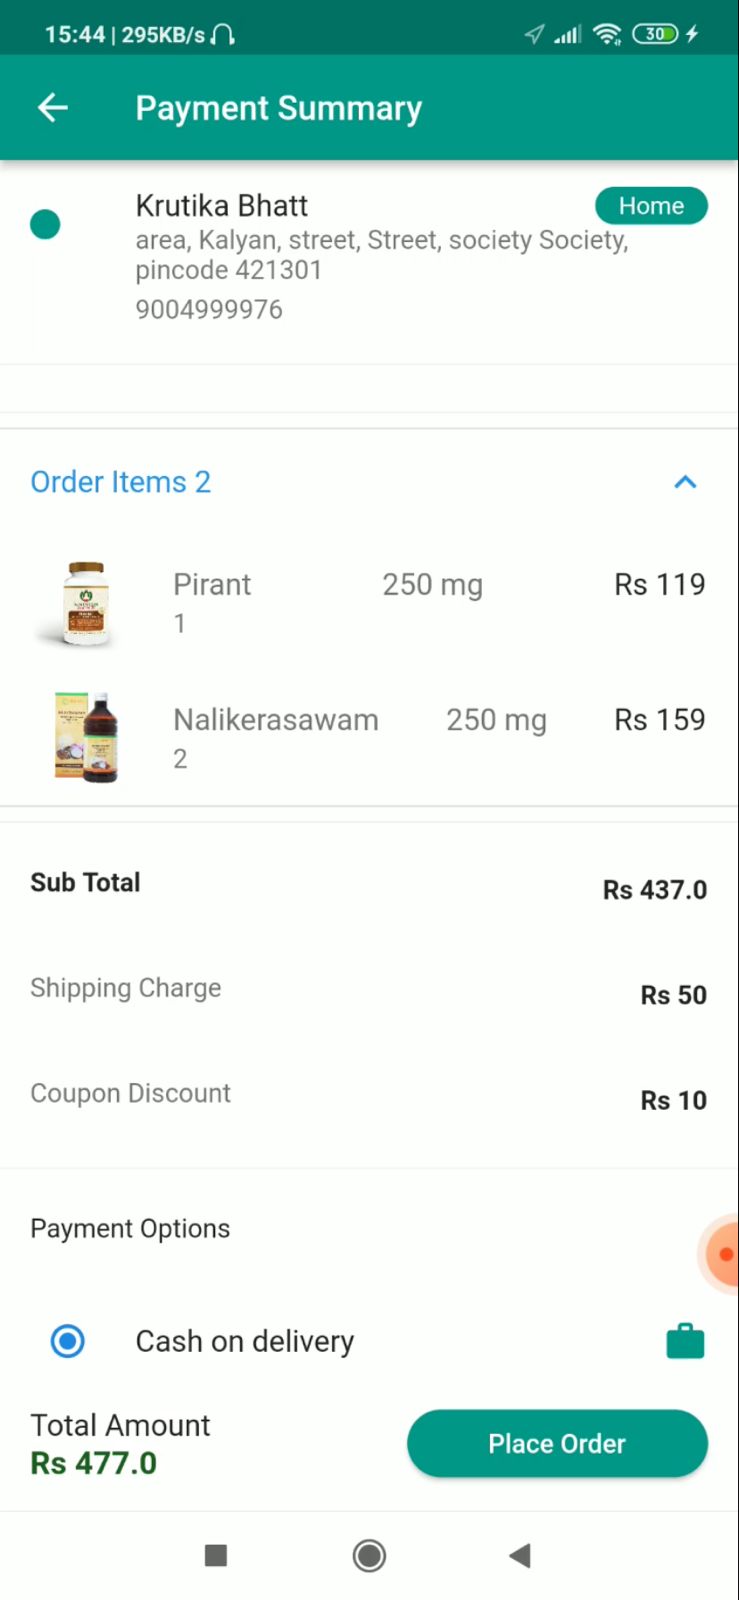 15:44 | 295KB/s
30
Payment Summary
Krutika Bhatt
Home
area, Kalyan, street, Street, society Society,
pincode 421301
9004999976
Order Items 2
Pirant 250 mg Rs 119
1
Nalikerasawam 250 mg Rs 159
2
Sub Total Rs 437.0
Shipping Charge Rs 50
Coupon Discount Rs 10
Payment Options
Cash on delivery
Total Amount
Rs 477.0
Place Order